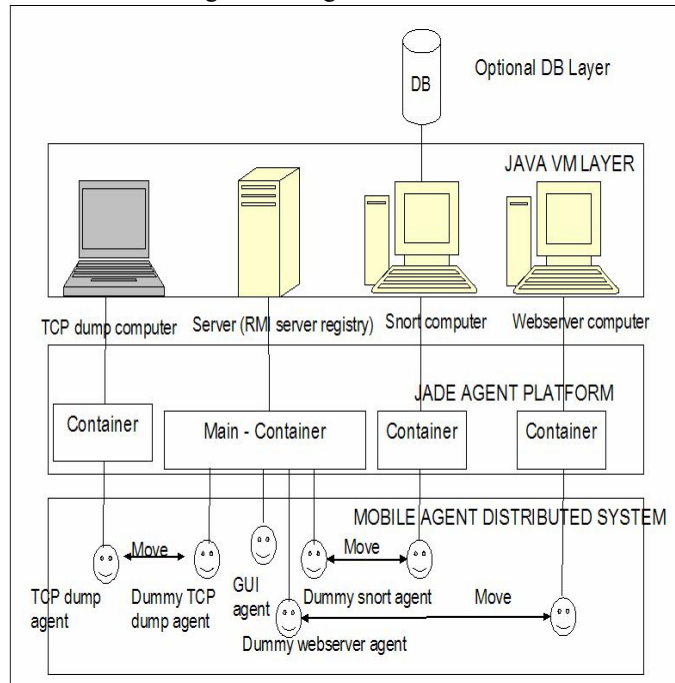 DB
Optional DB Layer
JAVA VM LAYER
TCP dump computer
Server (RMI server registry)
Snort computer
Webserver computer
JADE AGENT PLATFORM
Container
Main - Container
Container
Container
MOBILE AGENT DISTRIBUTED SYSTEM
Move
Move
TCP dump
agent
Dummy TCP
dump agent
GUI
agent
Dummy snort agent
Move
Dummy webserver agent